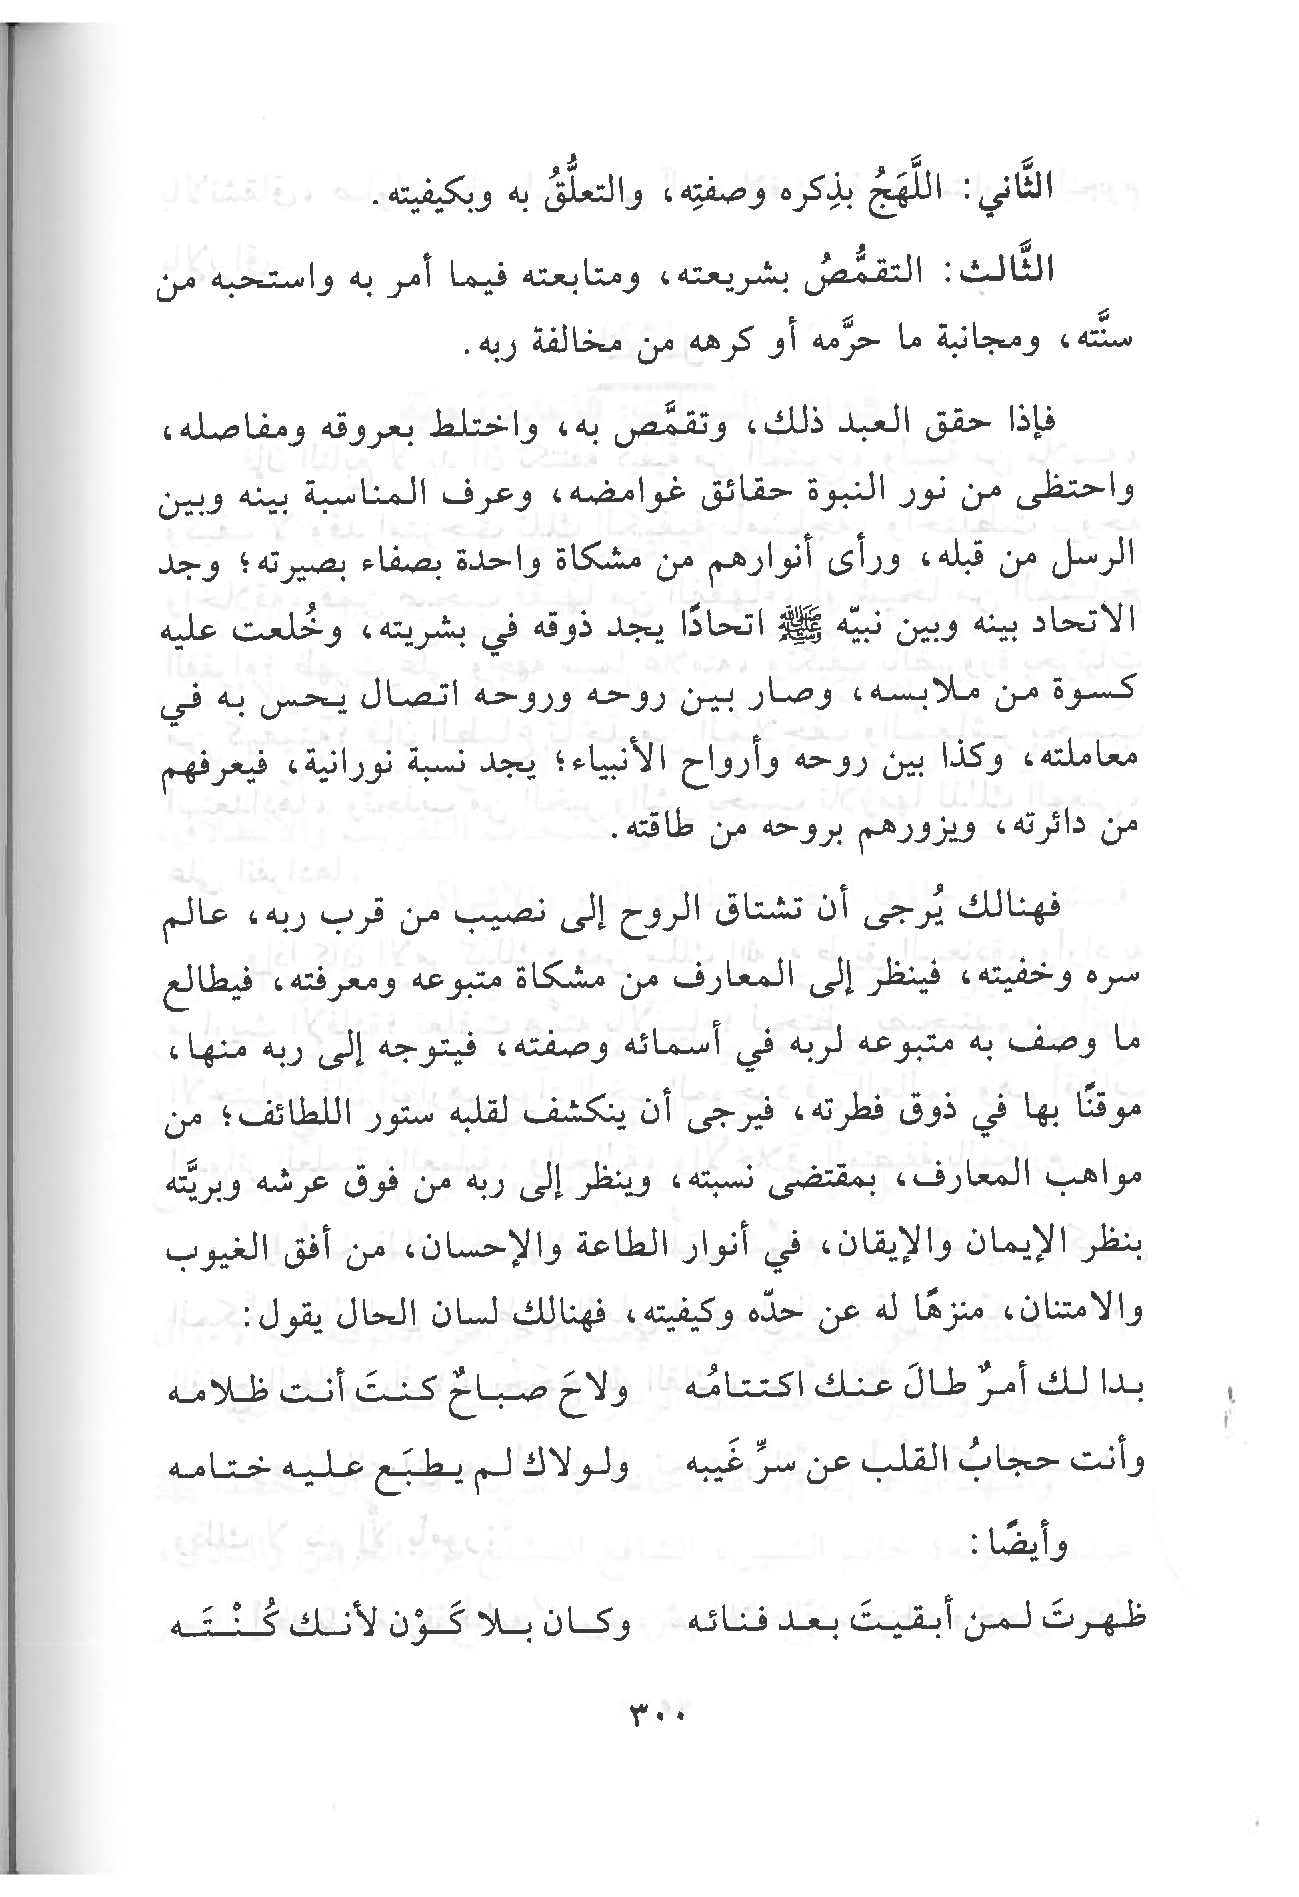 الثَّاني: اللَّهَجُ بذِكره وصفتِه، والتعلُّقُ به وبكيفيته.
الثَّالث: التقمُّصُ بشريعته، ومتابعته فيما أمر به واستحبه من
سنَّته، ومجانبة ما حرَّمه أو كرهه من مخالفة ربه.
فإذا حقق العبد ذلك، وتقمَّص به، واختلط بعروقه ومفاصله،
واحتظى من نور النبوة حقائق غوامضه، وعرف المناسبة بينه وبين
الرسل من قبله، ورأى أنوارهم من مشكاة واحدة بصفاء بصيرته؛ وجد
الاتحاد بينه وبين نبيّه ﷺ اتحادًا يجد ذوقه في بشريته، وخُلعت عليه
كسوة من ملابسه، وصار بين روحه وروحه اتصال يحس به في
معاملته، وكذا بين روحه وأرواح الأنبياء؛ يجد نسبة نورانية، فيعرفهم
من دائرته، ويزورهم بروحه من طاقته.
فهنالك يُرجى أن تشتاق الروح إلى نصيب من قرب ربه، عالم
سره وخفيته، فينظر إلى المعارف من مشكاة متبوعه ومعرفته، فيطالع
ما وصف به متبوعه لربه في أسمائه وصفته، فيتوجه إلى ربه منها،
موقنًا بها في ذوق فطرته، فيرجى أن ينكشف لقلبه ستور اللطائف؛ من
مواهب المعارف، بمقتضى نسبته، وينظر إلى ربه من فوق عرشه وبريَّته
بنظر الإيمان والإيقان، في أنوار الطاعة والإحسان، من أفق الغيوب
والامتنان، منزهًا له عن حدّه وكيفيته، فهنالك لسان الحال يقول:
بدا لك أمرٌ طالَ عنك اكتتامُه ولاحَ صباحٌ كنتَ أنت ظلامه
وأنت حجابُ القلب عن سرِّ غَيبه ولولاك لم يطبَع عليه ختامه
وأيضًا:
ظهرتَ لمن أبقيتَ بعد فنائه وكان بلا كَوْن لأنك كُنْتَه
٣٠٠